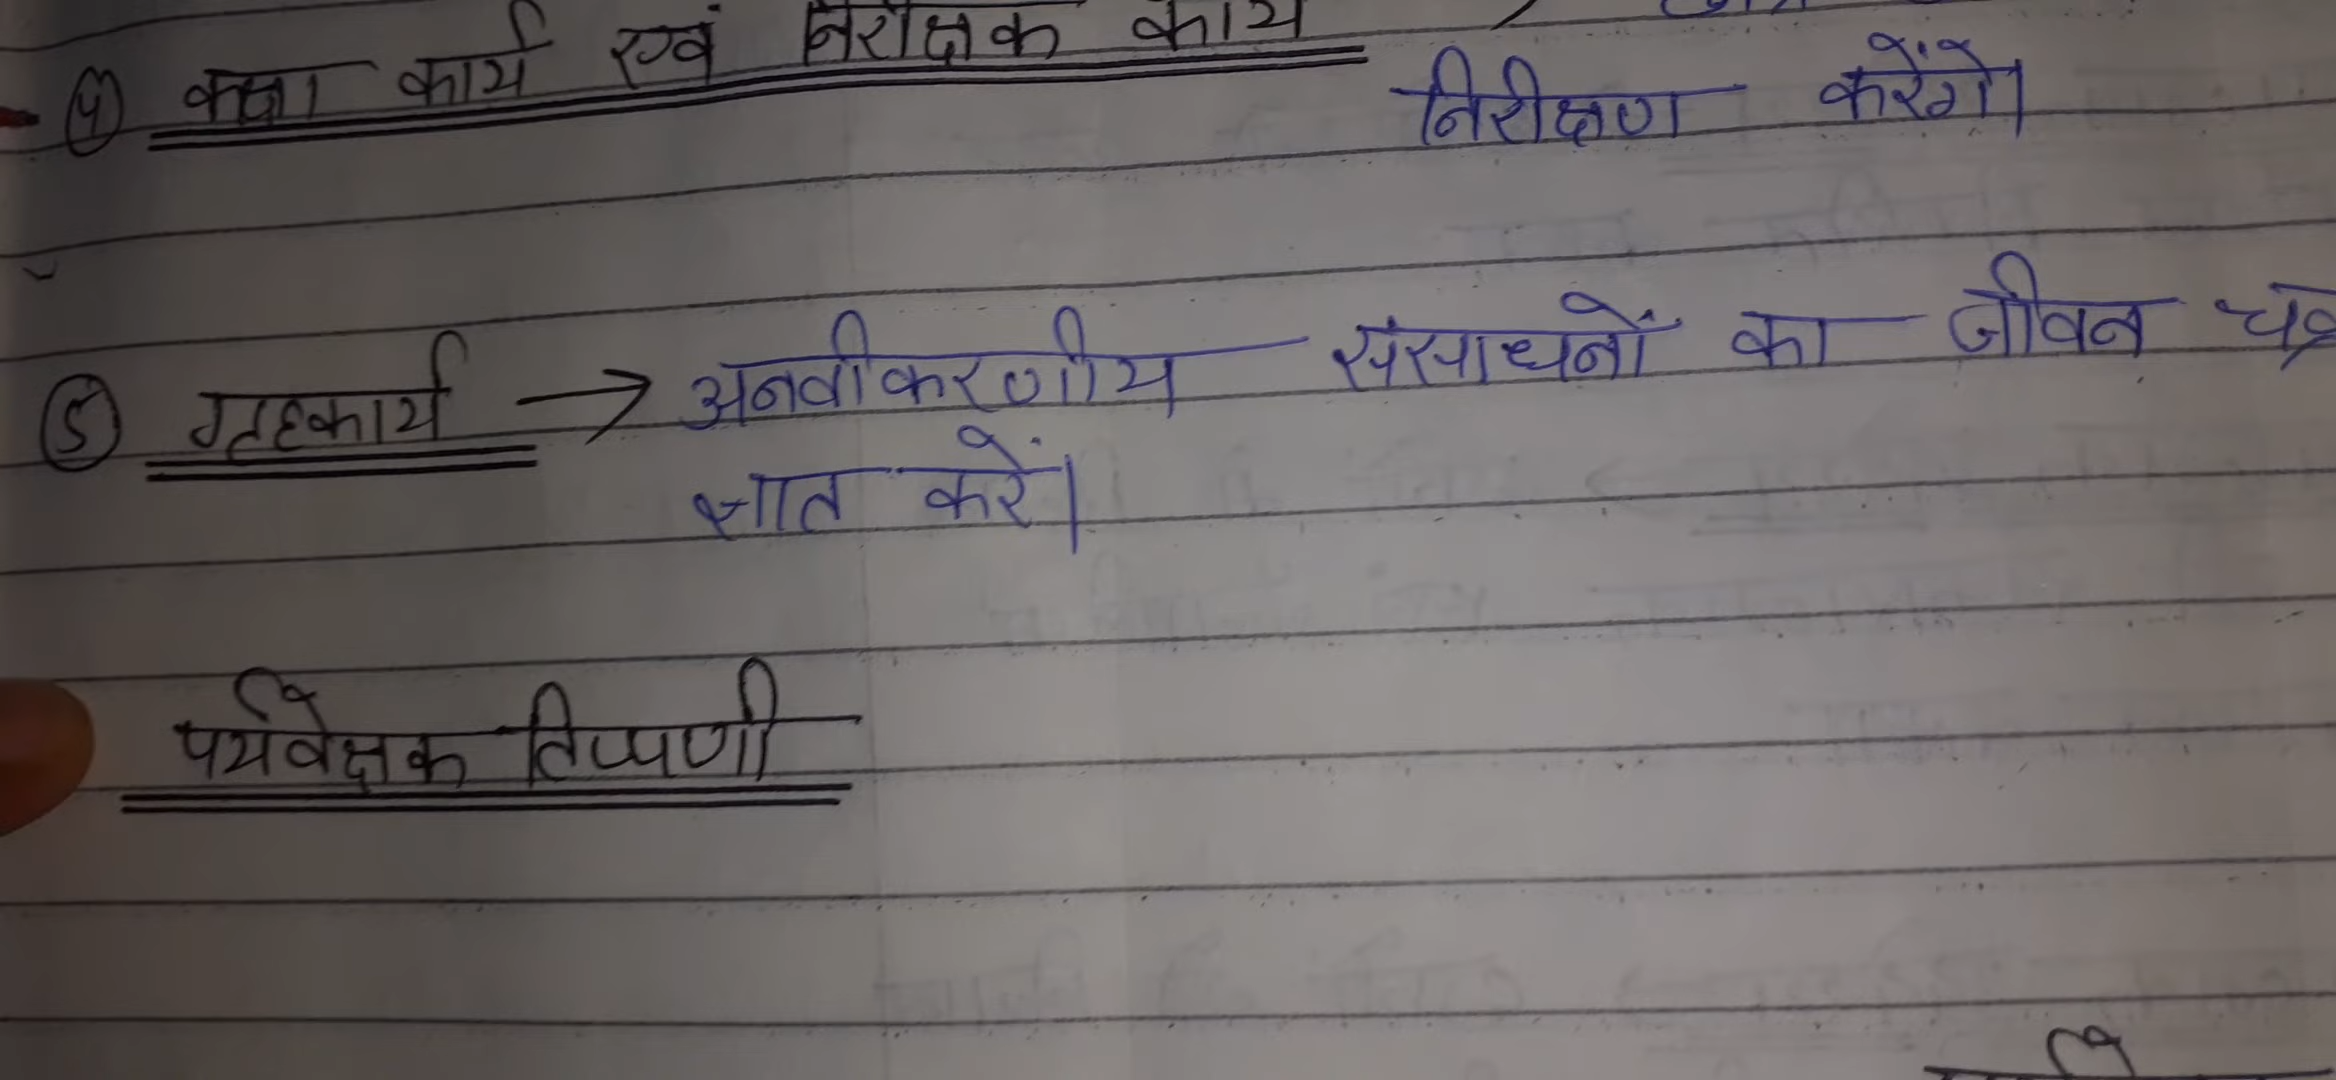 ④ कक्षा कार्य एवं निरीक्षक कार्य
निरीक्षण करेंगे।
⑤ गृहकार्य → अनवीकरणीय संसाधनों का जीवन चक्र
ज्ञात करें।
पर्यवेक्षक टिप्पणी